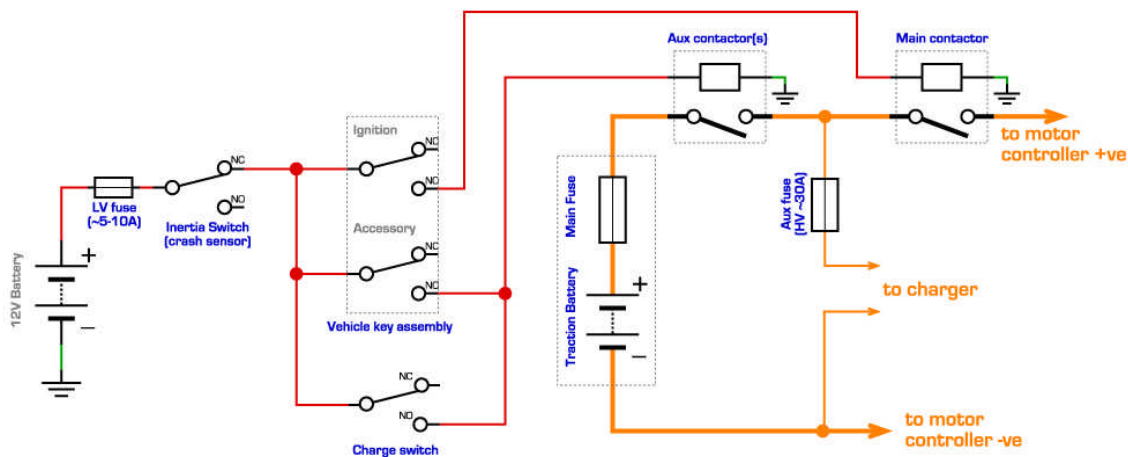 Aux contactor(s)
Main contactor
Ignition
NC
NO
to motor
controller +ve
NC
NO
LV fuse
(~5-10A)
Inertia Switch
(crash sensor)
Main Fuse
Aux fuse
(HV ~30A)
Accessory
NC
NO
12V Battery
+
–
Vehicle key assembly
Traction Battery
+
–
to charger
NC
NO
Charge switch
to motor
controller -ve